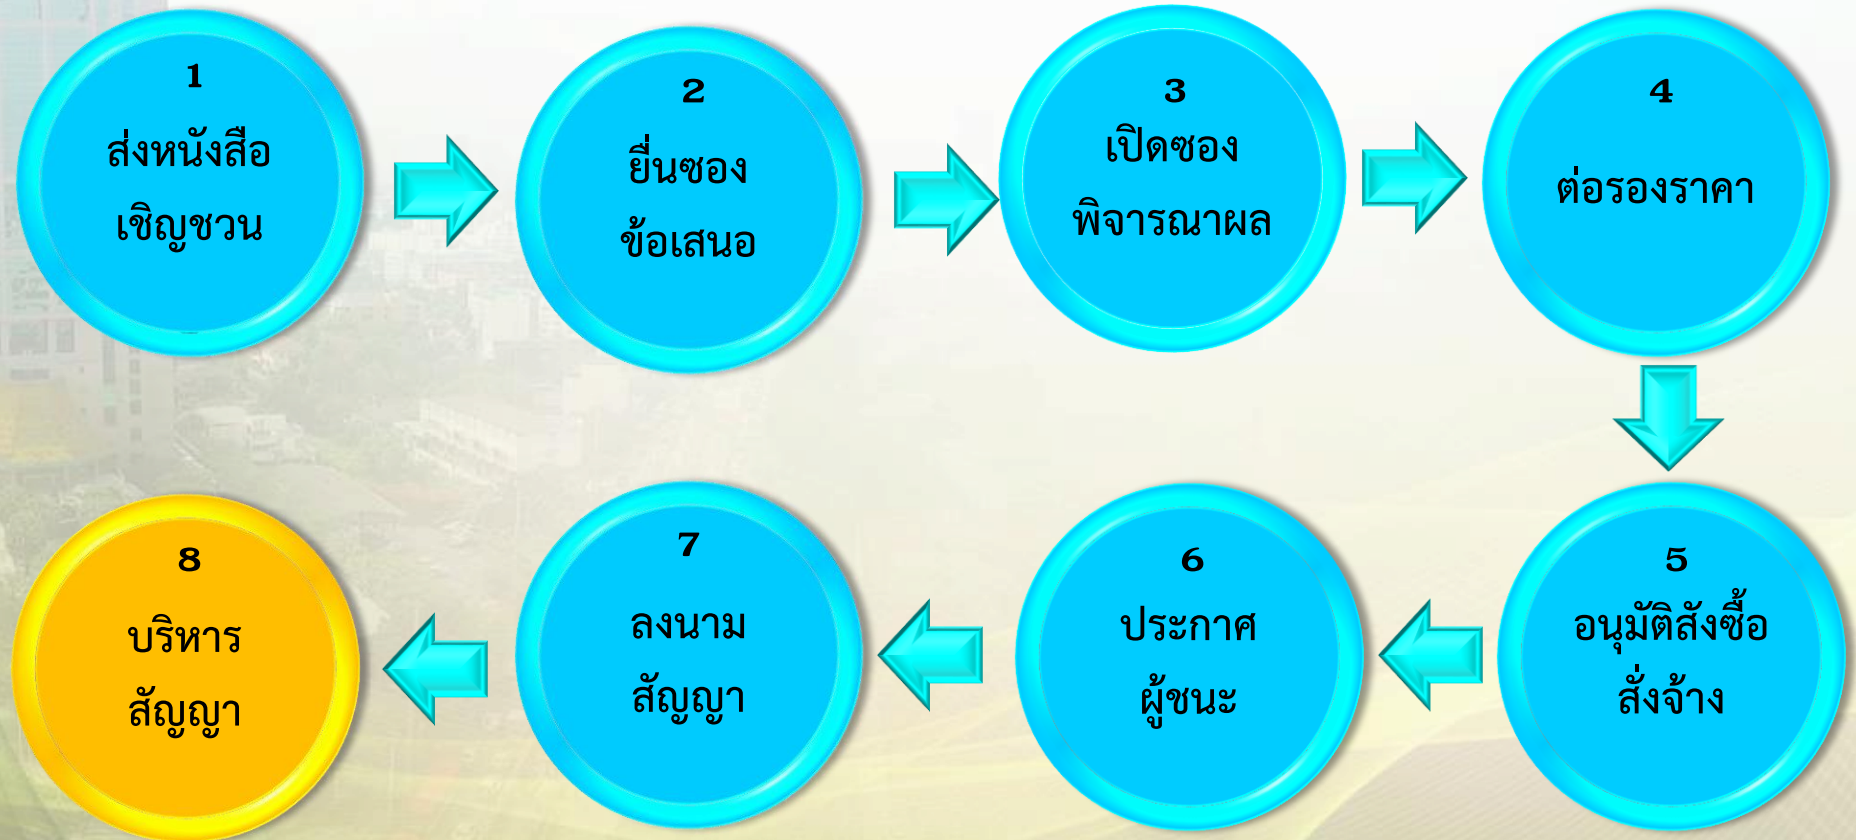 1
ส่งหนังสือ
เชิญชวน
2
ยื่นซอง
ข้อเสนอ
3
เปิดซอง
พิจารณาผล
4
ต่อรองราคา
5
อนุมัติสังซื้อ
สั่งจ้าง
6
ประกาศ
ผู้ชนะ
7
ลงนาม
สัญญา
8
บริหาร
สัญญา